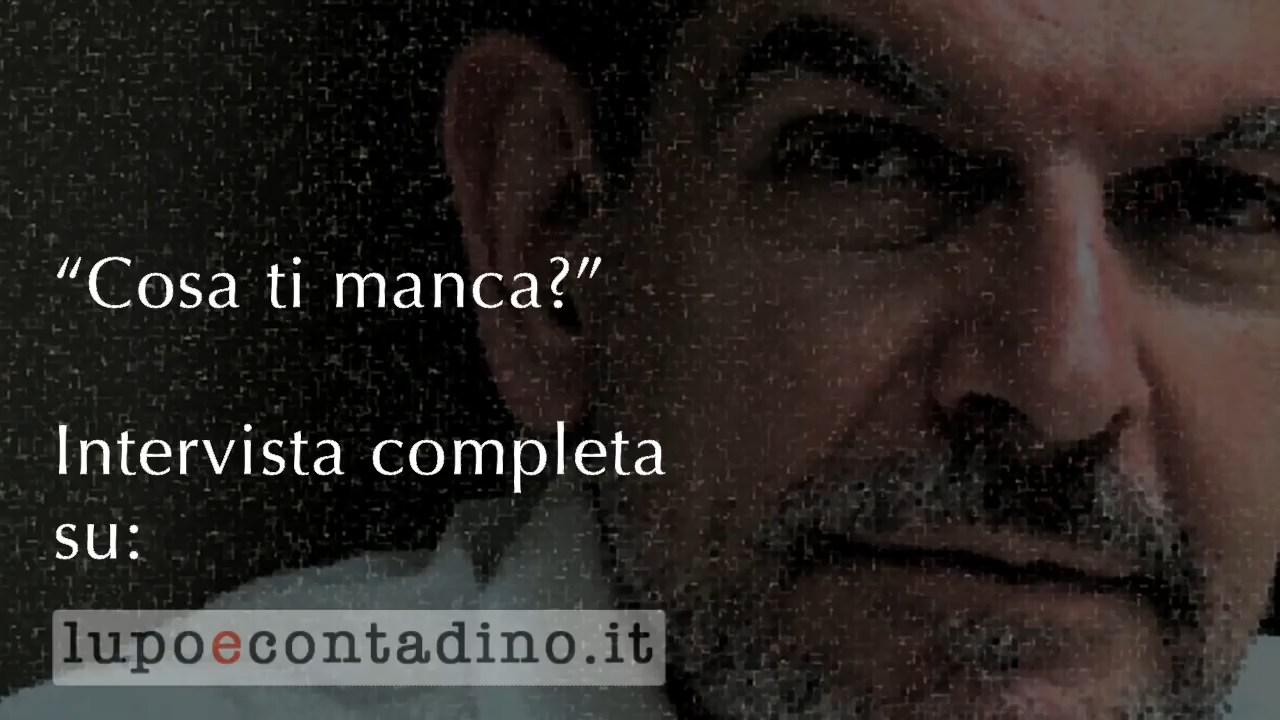 “Cosa ti manca?”
Intervista completa
su:
lupoecontadino.it